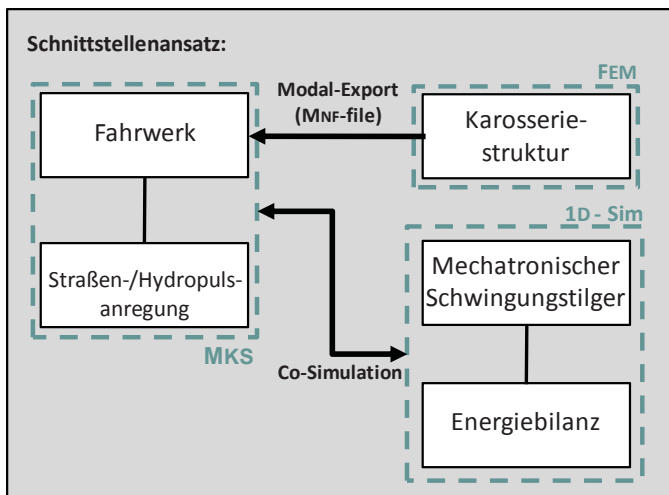 Schnittstellenansatz:
FEM
Modal-Export
(MNF-file)
Fahrwerk
Karosserie-
struktur
1D - Sim
Straßen-/Hydropuls-
anregung
MKS
Mechatronischer
Schwingungstilger
Co-Simulation
Energiebilanz